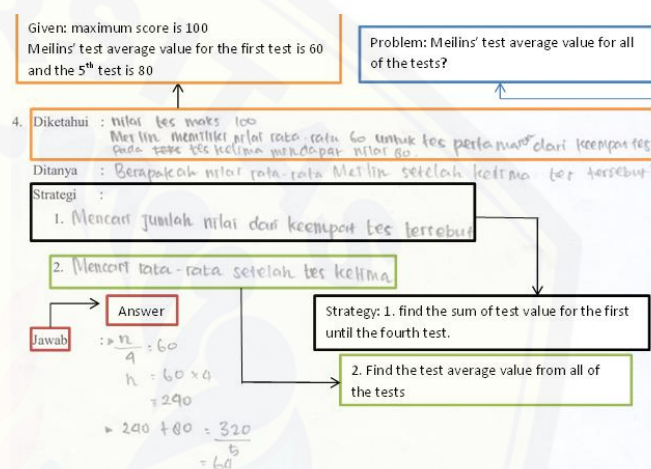 Given: maximum score is 100
Meilins' test average value for the first test is 60
and the 5th test is 80
Problem: Meilins' test average value for all
of the tests?
4. Diketahui : nilai tes maks 100
Meilin memiliki nilai rata-rata 60 untuk tes pertama dari keempat tes
pada tes kelima mendapat nilai 80.
Ditanya : Berapakah nilai rata-rata Meilin setelah kelima tes tersebut
Strategi :
1. Mencari jumlah nilai dari keempat tes tersebut
2. Mencari rata-rata setelah tes kelima
Answer
Strategy: 1. find the sum of test value for the first
until the fourth test.
2. Find the test average value from all of
the tests
Jawab : n/4 = 60
n = 60 x 4
= 240
240 + 80 = 320/5
= 64